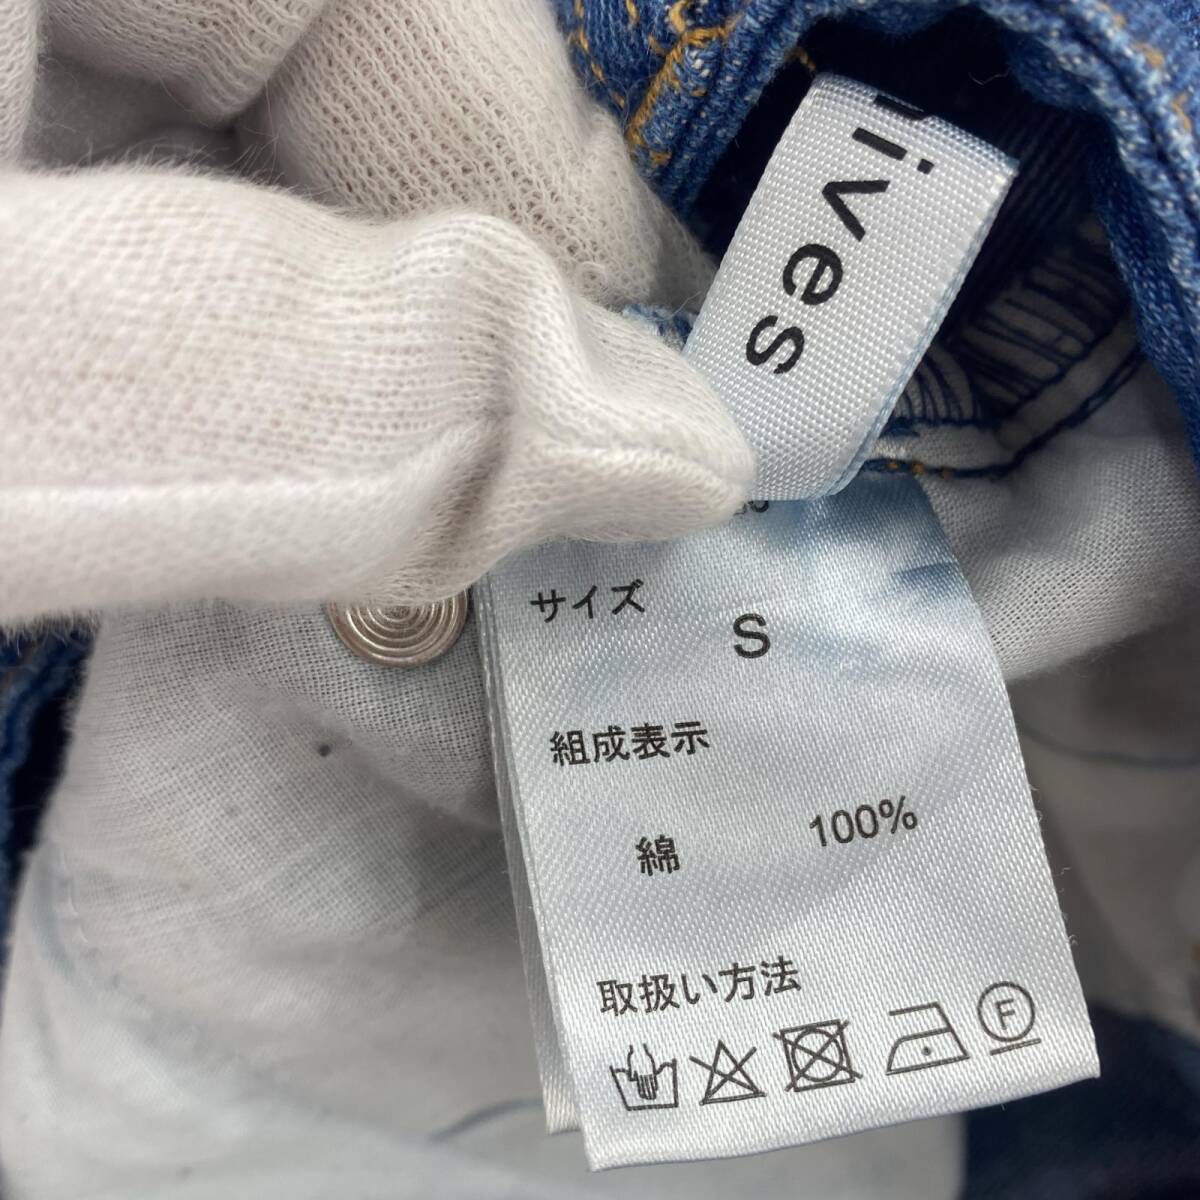 ives
サイズ
S
組成表示
綿 100%
取扱い方法
F